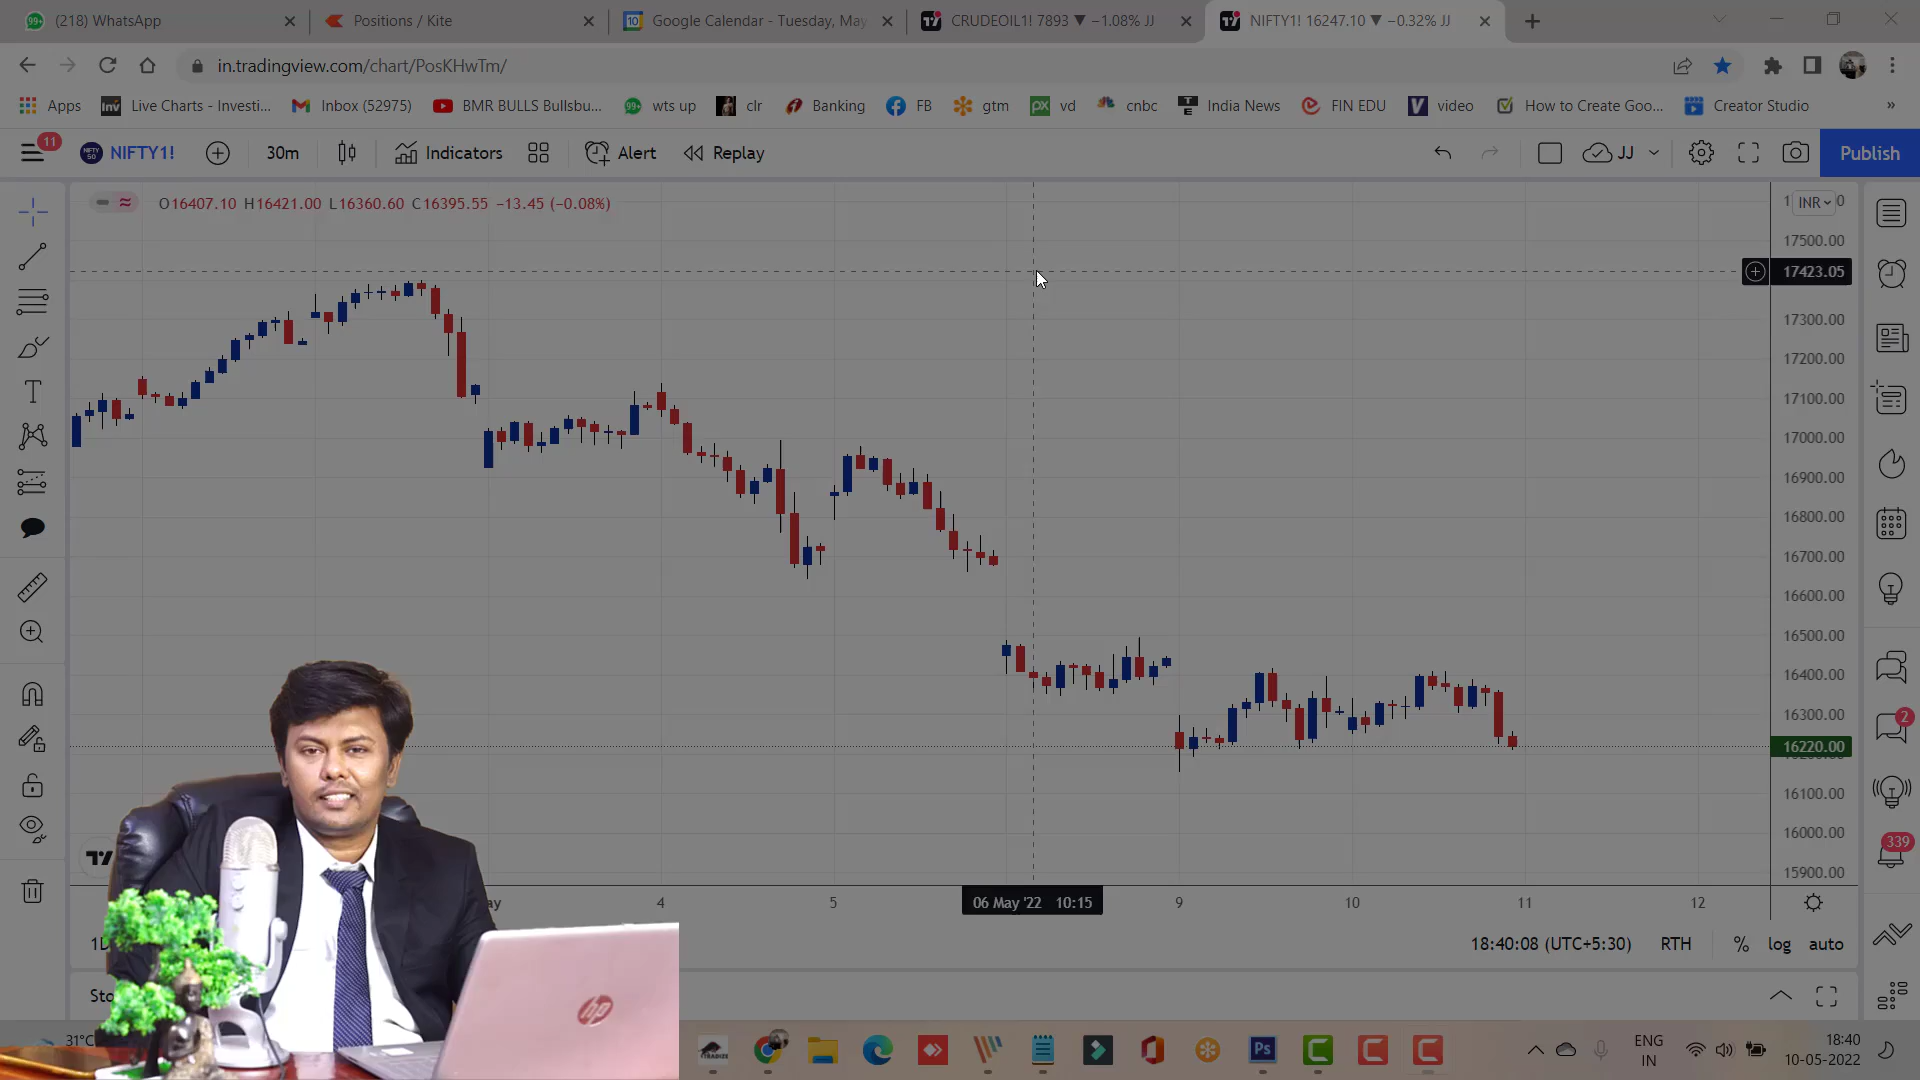 (218) WhatsApp
Positions / Kite
Google Calendar - Tuesday, May
CRUDEOIL1! 7893 ▼ −1.08% JJ
NIFTY1! 16247.10 ▼ −0.32% JJ
in.tradingview.com/chart/PosKHwTm/
Apps
Live Charts - Investi...
Inbox (52975)
BMR BULLS Bullsbu...
wts up
clr
Banking
FB
gtm
vd
cnbc
India News
FIN EDU
video
How to Create Goo...
Creator Studio
»
11
NIFTY1!
30m
Indicators
Alert
Replay
JJ
Publish
O16407.10 H16421.00 L16360.60 C16395.55 −13.45 (−0.08%)
INR
17500.00
17423.05
17300.00
17200.00
17100.00
17000.00
16900.00
16800.00
16700.00
16600.00
16500.00
16400.00
16300.00
16220.00
16100.00
16000.00
15900.00
2
339
4
5
06 May '22 10:15
9
10
11
12
18:40:08 (UTC+5:30)
RTH
%
log
auto
hp
31°C
Ps
ENG
IN
18:40
10-05-2022